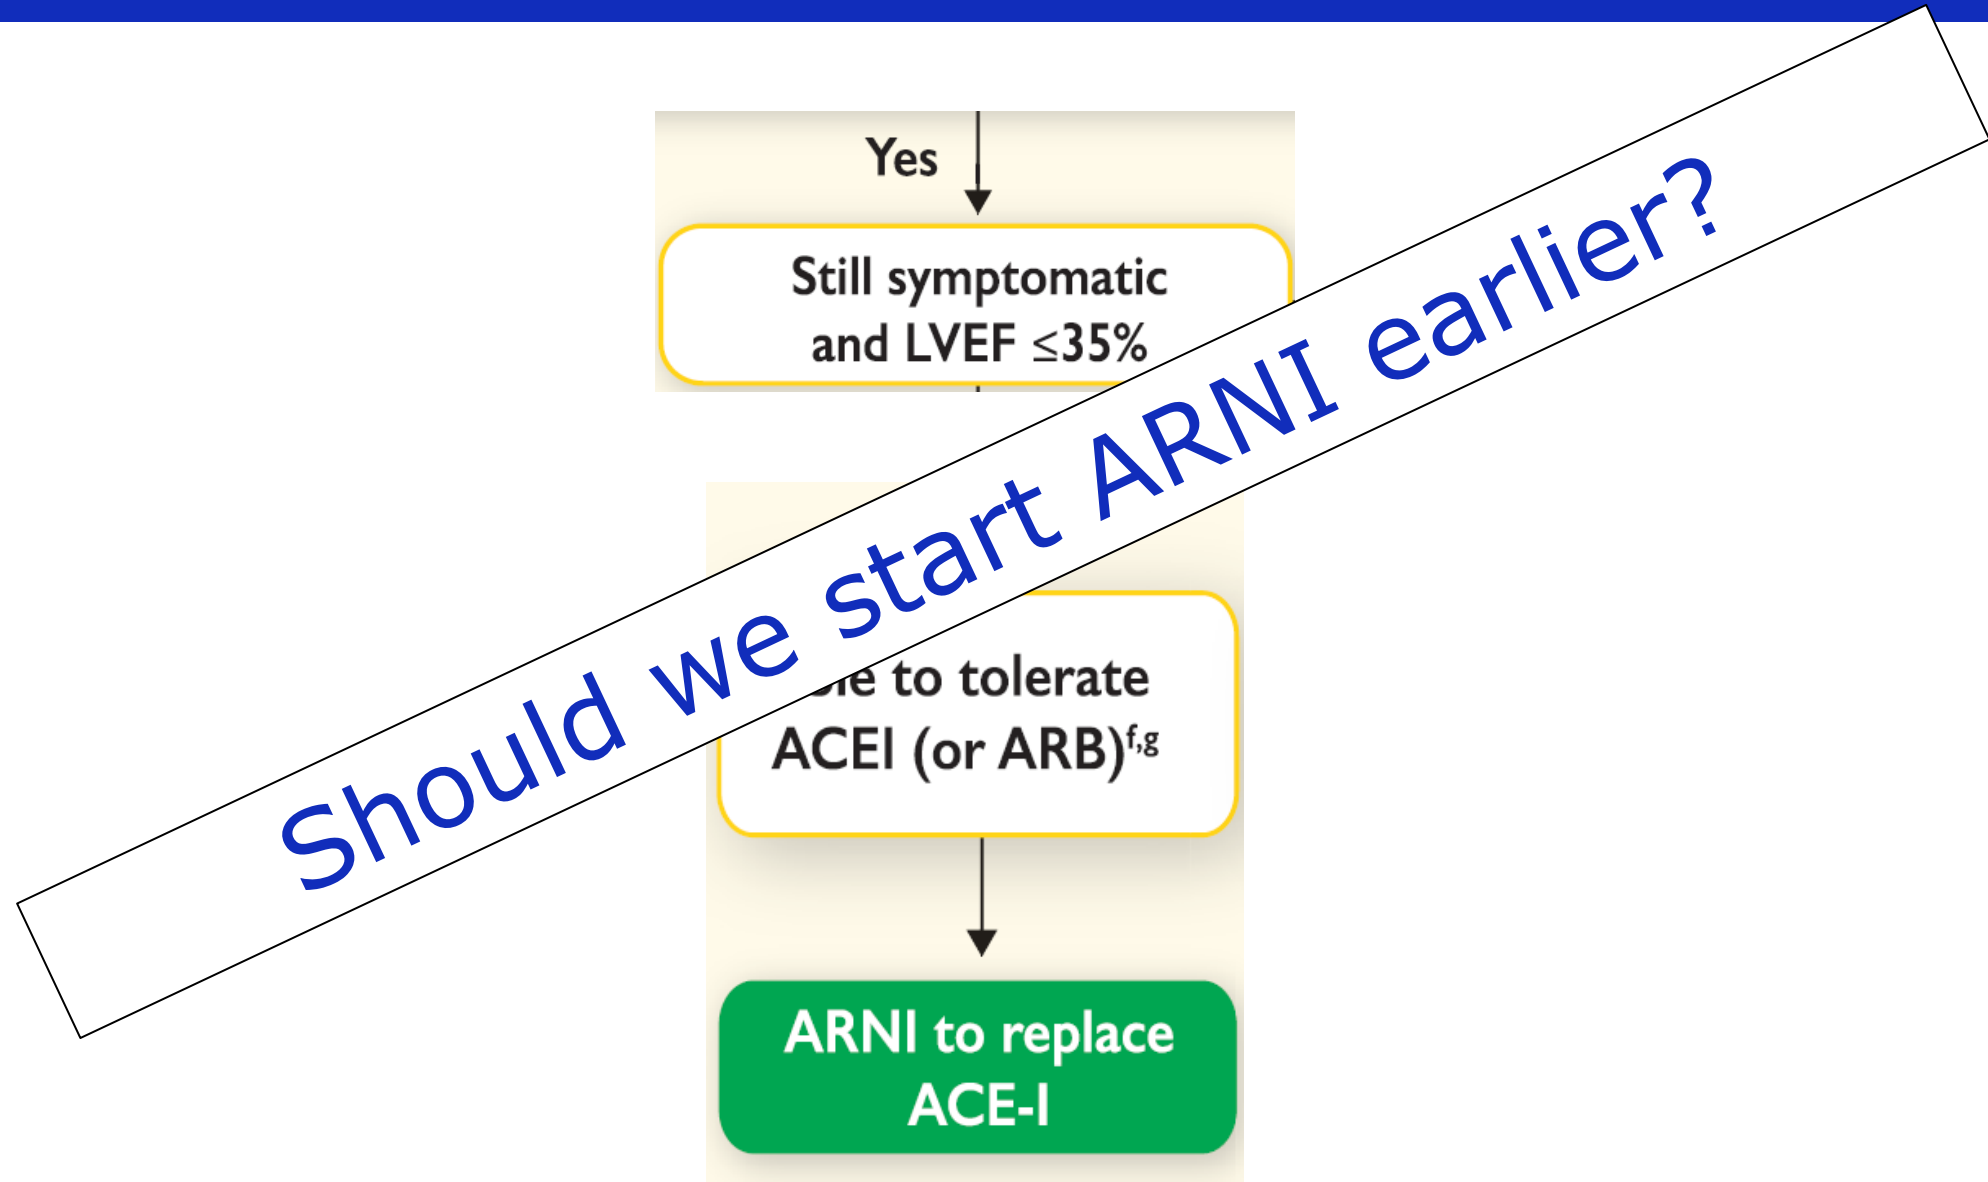 Yes
Still symptomatic
and LVEF ≤35%
Should we start ARNI earlier?
to tolerate
ACEI (or ARB)f,g
ARNI to replace
ACE-I